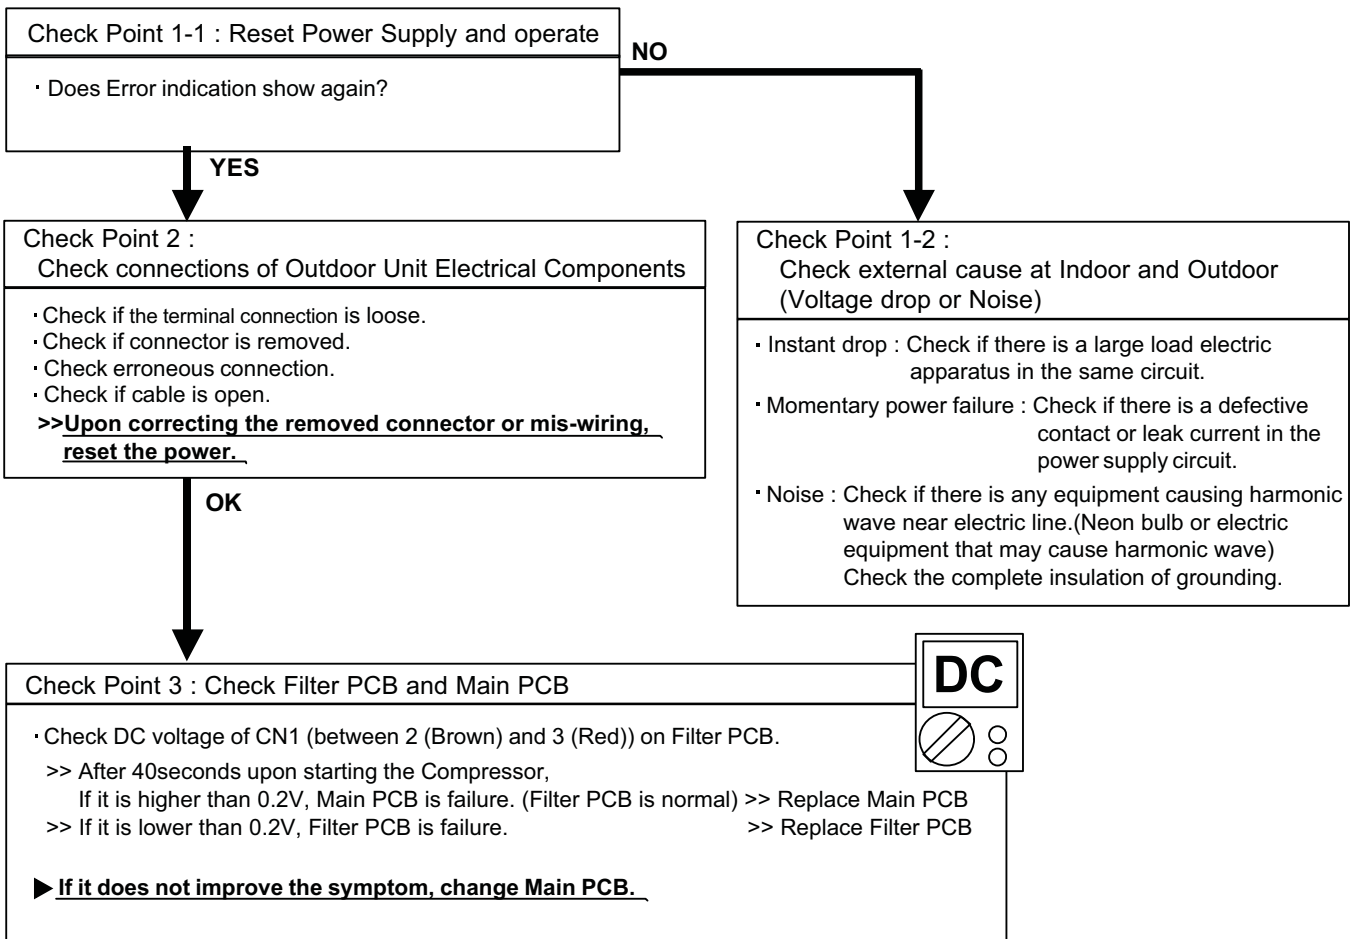 Check Point 1-1 : Reset Power Supply and operate
· Does Error indication show again?
NO
YES
Check Point 2 :
Check connections of Outdoor Unit Electrical Components
· Check if the terminal connection is loose.
· Check if connector is removed.
· Check erroneous connection.
· Check if cable is open.
>>Upon correcting the removed connector or mis-wiring,
reset the power.
OK
Check Point 1-2 :
Check external cause at Indoor and Outdoor
(Voltage drop or Noise)
· Instant drop : Check if there is a large load electric
apparatus in the same circuit.
· Momentary power failure : Check if there is a defective
contact or leak current in the
power supply circuit.
· Noise : Check if there is any equipment causing harmonic
wave near electric line.(Neon bulb or electric
equipment that may cause harmonic wave)
Check the complete insulation of grounding.
Check Point 3 : Check Filter PCB and Main PCB
DC
· Check DC voltage of CN1 (between 2 (Brown) and 3 (Red)) on Filter PCB.
>> After 40seconds upon starting the Compressor,
If it is higher than 0.2V, Main PCB is failure. (Filter PCB is normal) >> Replace Main PCB
>> If it is lower than 0.2V, Filter PCB is failure. >> Replace Filter PCB
▶ If it does not improve the symptom, change Main PCB.